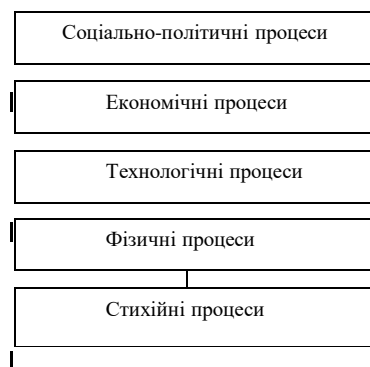 Соціально-політичні процеси
Економічні процеси
Технологічні процеси
Фізичні процеси
Стихійні процеси